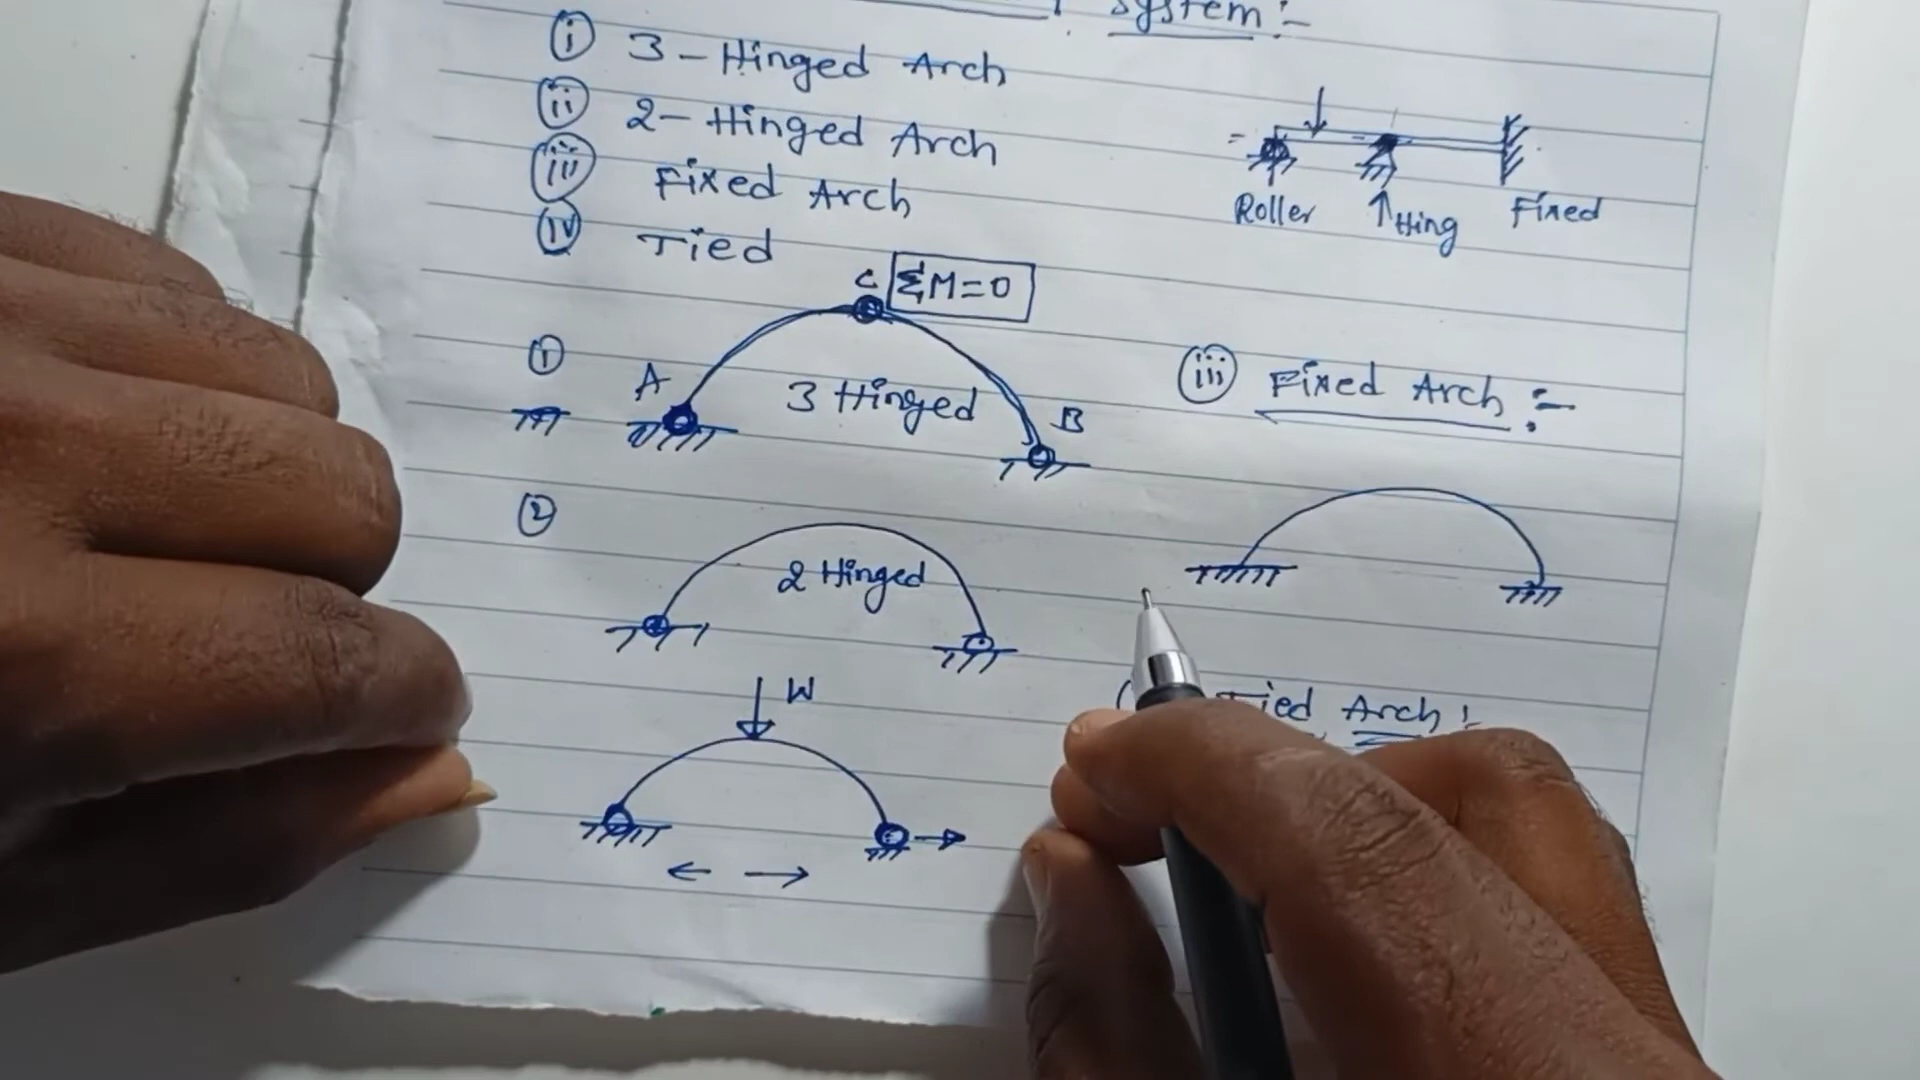 System :-
(i) 3-Hinged Arch
(ii) 2-Hinged Arch
(iii) Fixed Arch
(iv) Tied
Roller
Hing
Fixed
C ΣM=0
(1)
A
3 Hinged
B
(iii) Fixed Arch :-
(2)
2 Hinged
W
Tied Arch :